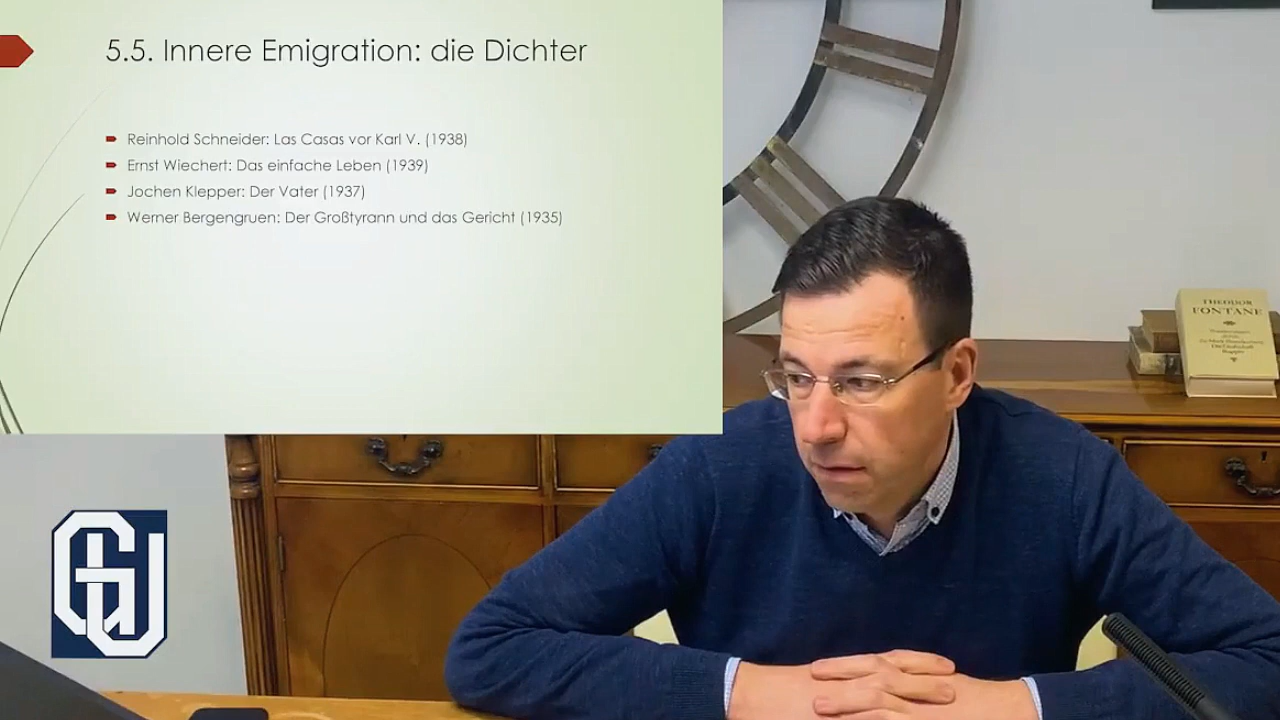 5.5. Innere Emigration: die Dichter
Reinhold Schneider: Las Casas vor Karl V. (1938)
Ernst Wiechert: Das einfache Leben (1939)
Jochen Klepper: Der Vater (1937)
Werner Bergengruen: Der Großtyrann und das Gericht (1935)
THEODOR
FONTANE
GU